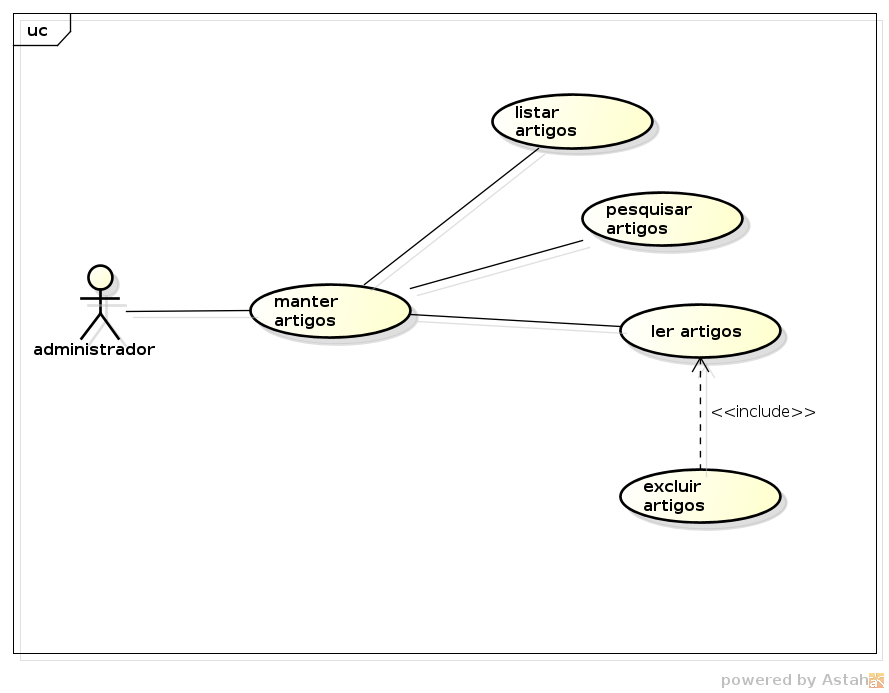 uc
listar
artigos
pesquisar
artigos
manter
artigos
ler artigos
administrador
<<include>>
excluir
artigos
powered by Astah